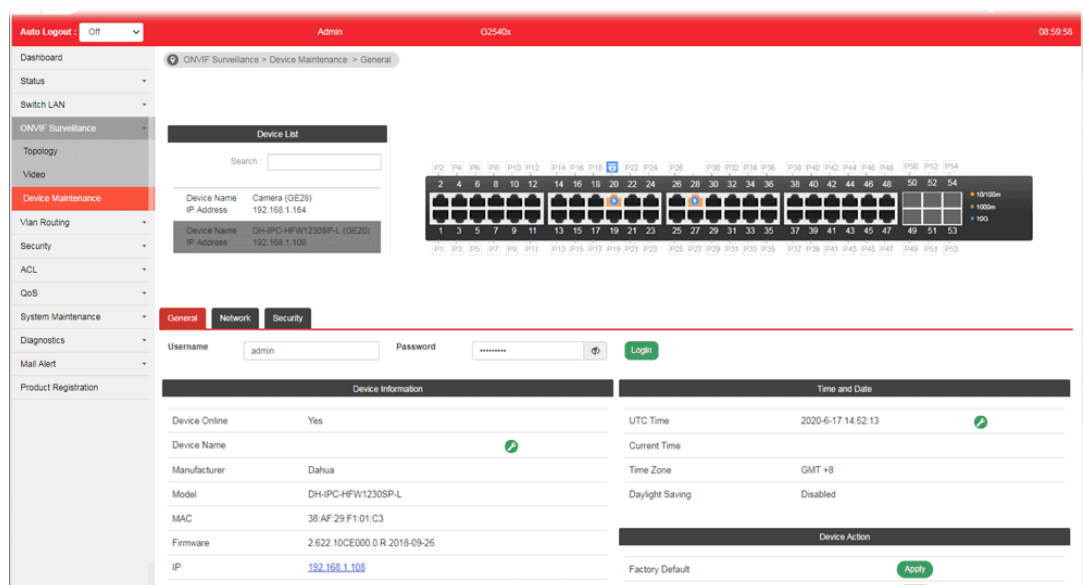 Auto Logout : Off Admin G2540x 08:59:58
Dashboard
Status
Switch LAN
ONVIF Surveillance
Topology
Video
Device Maintenance
Vlan Routing
Security
ACL
QoS
System Maintenance
Diagnostics
Mail Alert
Product Registration
ONVIF Surveillance > Device Maintenance > General
Device List
Search :
Device Name Camera (GE28)
IP Address 192.168.1.164
Device Name DH-IPC-HFW1230SP-L (GE20)
IP Address 192.168.1.108
P2 P4 P6 P8 P10 P12 P14 P16 P18 P22 P24 P26 P30 P32 P34 P36 P38 P40 P42 P44 P46 P48 P50 P52 P54
2 4 6 8 10 12 14 16 18 20 22 24 26 28 30 32 34 36 38 40 42 44 46 48 50 52 54
10/100m
1000m
10G
1 3 5 7 9 11 13 15 17 19 21 23 25 27 29 31 33 35 37 39 41 43 45 47 49 51 53
P1 P3 P5 P7 P9 P11 P13 P15 P17 P19 P21 P23 P25 P27 P29 P31 P33 P35 P37 P39 P41 P43 P45 P47 P49 P51 P53
General Network Security
Username admin Password ••••••••• Login
Device Information
Device Online Yes
Device Name
Manufacturer Dahua
Model DH-IPC-HFW1230SP-L
MAC 38:AF:29:F1:01:C3
Firmware 2.622.10CE000.0.R 2018-09-26
IP 192.168.1.108
Time and Date
UTC Time 2020-6-17 14:52:13
Current Time
Time Zone GMT +8
Daylight Saving Disabled
Device Action
Factory Default Apply